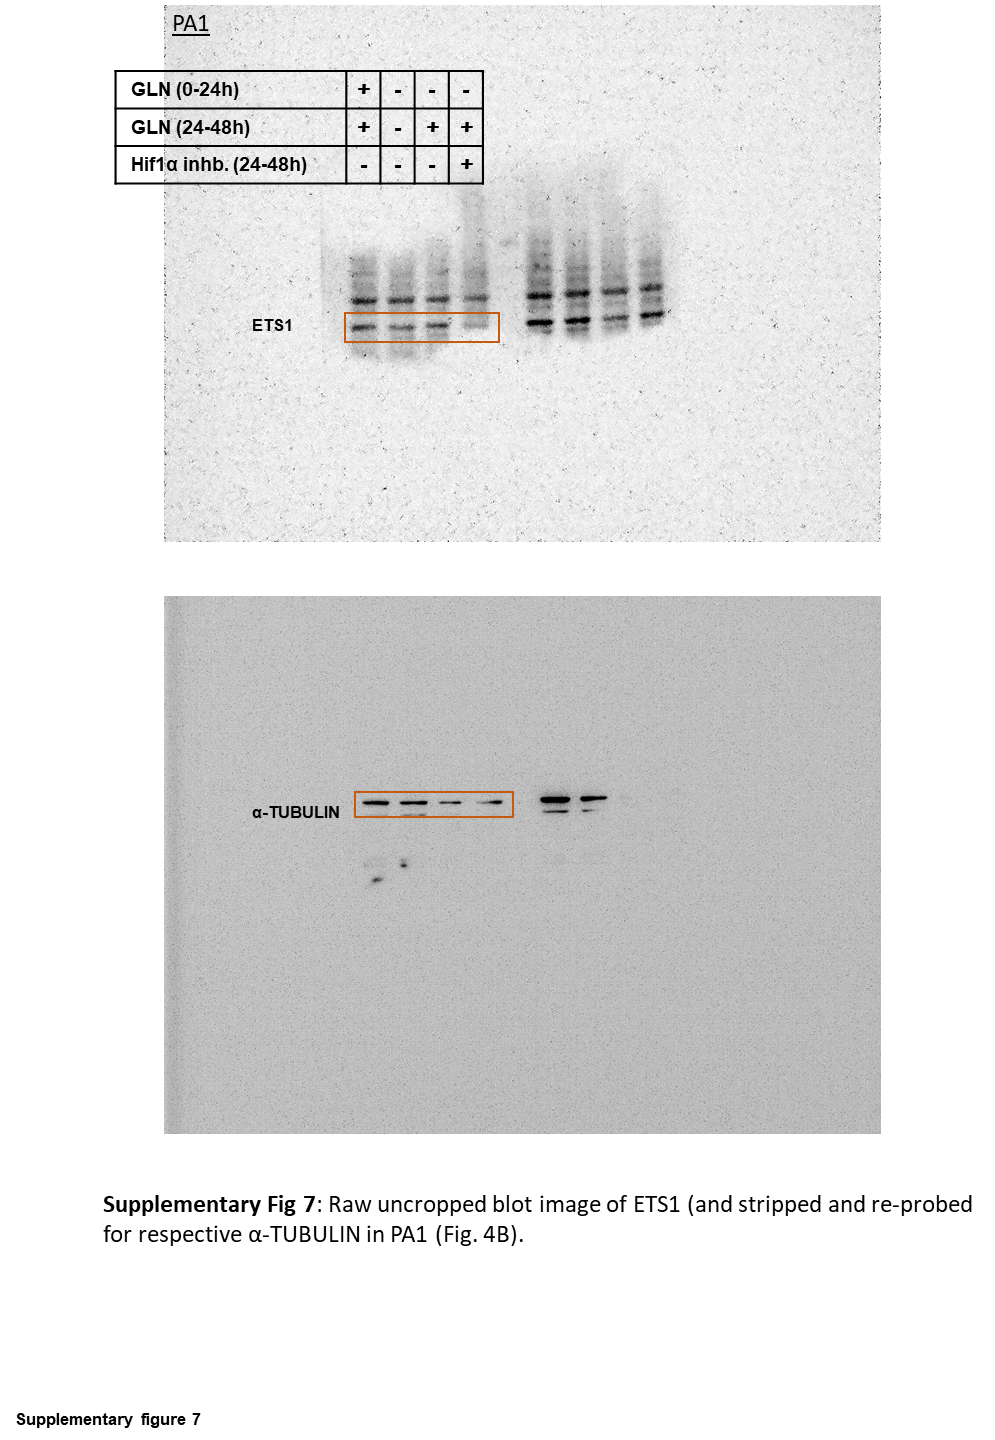 PA1
GLN (0-24h) + - - -
GLN (24-48h) + - + +
Hif1α inhb. (24-48h) - - - +
ETS1
α-TUBULIN
Supplementary Fig 7: Raw uncropped blot image of ETS1 (and stripped and re-probed
for respective α-TUBULIN in PA1 (Fig. 4B).
Supplementary figure 7